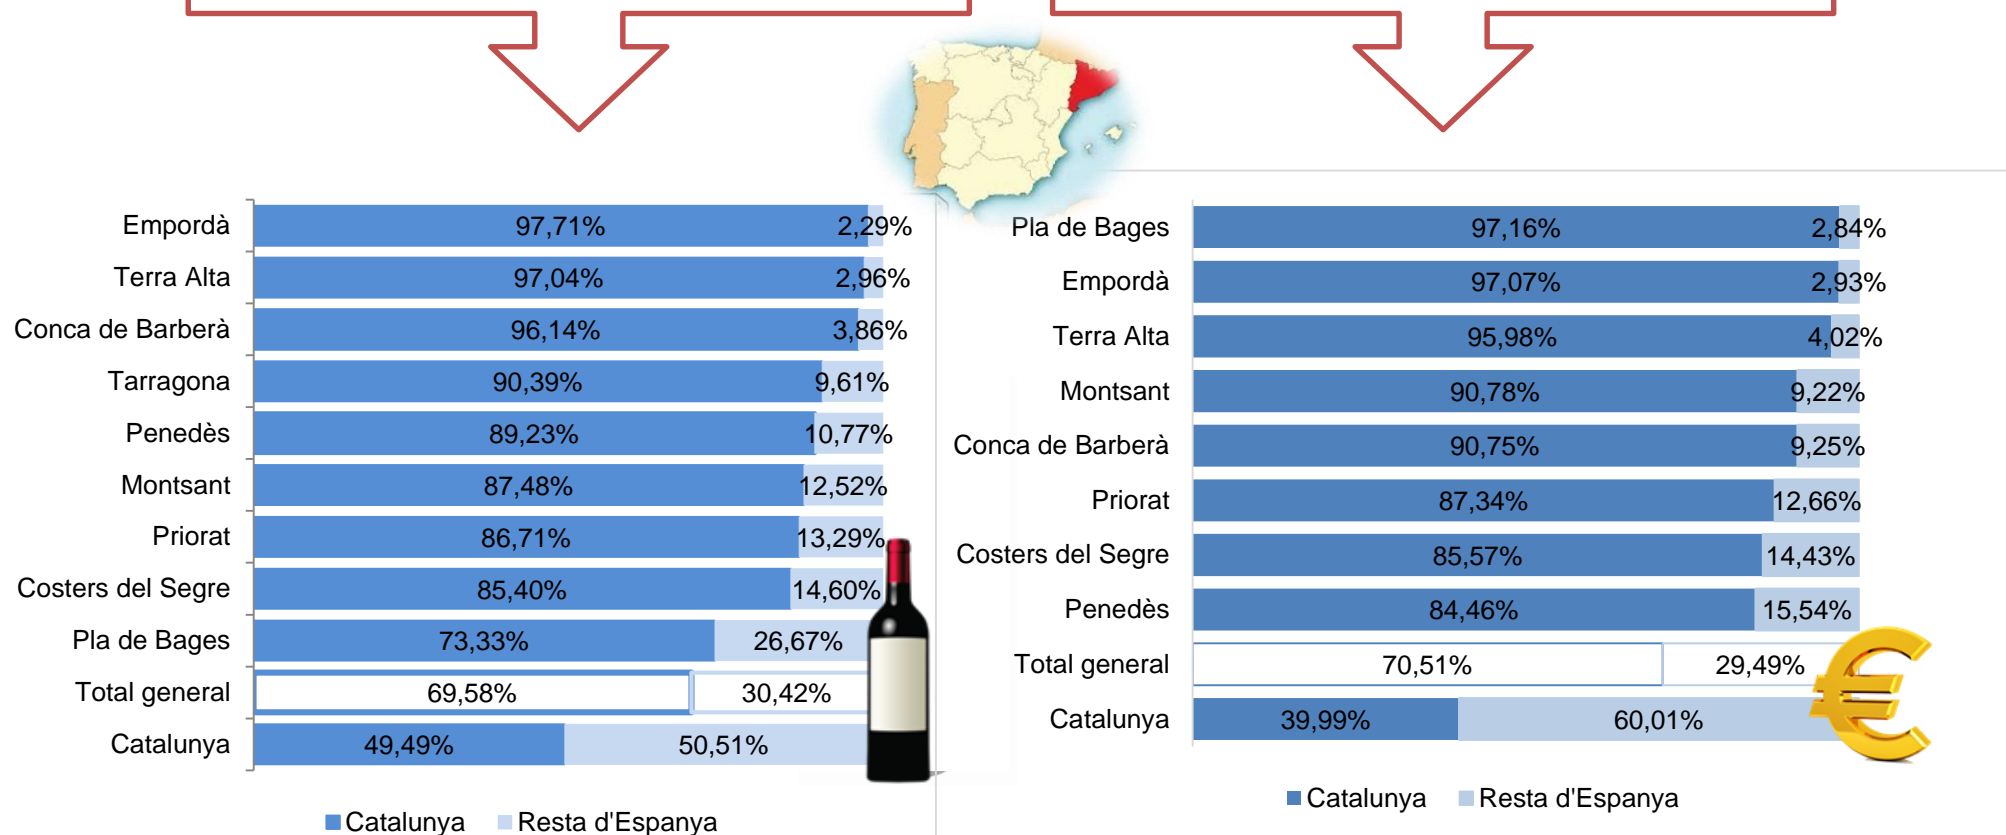 Empordà 97,71% 2,29%
Terra Alta 97,04% 2,96%
Conca de Barberà 96,14% 3,86%
Tarragona 90,39% 9,61%
Penedès 89,23% 10,77%
Montsant 87,48% 12,52%
Priorat 86,71% 13,29%
Costers del Segre 85,40% 14,60%
Pla de Bages 73,33% 26,67%
Total general 69,58% 30,42%
Catalunya 49,49% 50,51%
Catalunya Resta d'Espanya
Pla de Bages 97,16% 2,84%
Empordà 97,07% 2,93%
Terra Alta 95,98% 4,02%
Montsant 90,78% 9,22%
Conca de Barberà 90,75% 9,25%
Priorat 87,34% 12,66%
Costers del Segre 85,57% 14,43%
Penedès 84,46% 15,54%
Total general 70,51% 29,49%
Catalunya 39,99% 60,01%
Catalunya Resta d'Espanya